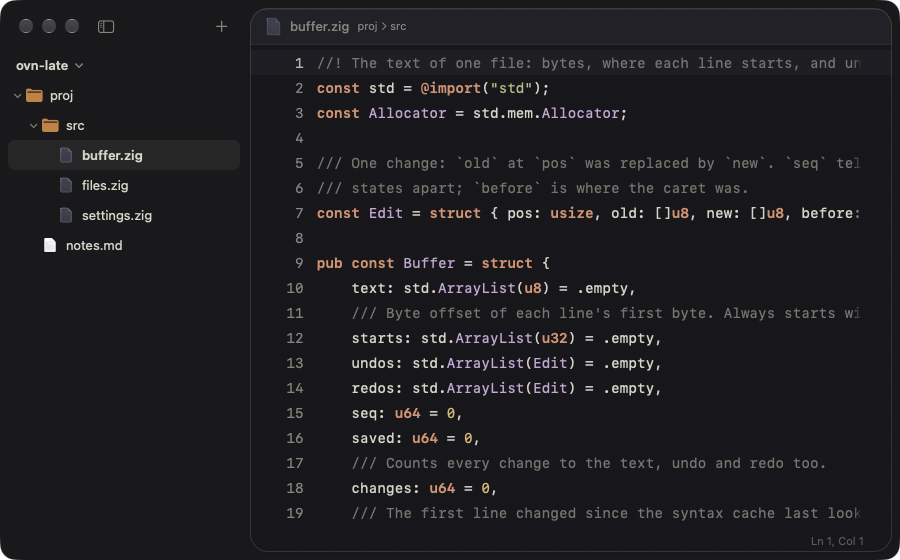 ovn-late
proj
src
buffer.zig
files.zig
settings.zig
notes.md
buffer.zig proj > src
1 //! The text of one file: bytes, where each line starts, and un
2 const std = @import("std");
3 const Allocator = std.mem.Allocator;
4
5 /// One change: `old` at `pos` was replaced by `new`. `seq` tel
6 /// states apart; `before` is where the caret was.
7 const Edit = struct { pos: usize, old: []u8, new: []u8, before:
8
9 pub const Buffer = struct {
10     text: std.ArrayList(u8) = .empty,
11     /// Byte offset of each line's first byte. Always starts wi
12     starts: std.ArrayList(u32) = .empty,
13     undos: std.ArrayList(Edit) = .empty,
14     redos: std.ArrayList(Edit) = .empty,
15     seq: u64 = 0,
16     saved: u64 = 0,
17     /// Counts every change to the text, undo and redo too.
18     changes: u64 = 0,
19     /// The first line changed since the syntax cache last look
Ln 1, Col 1